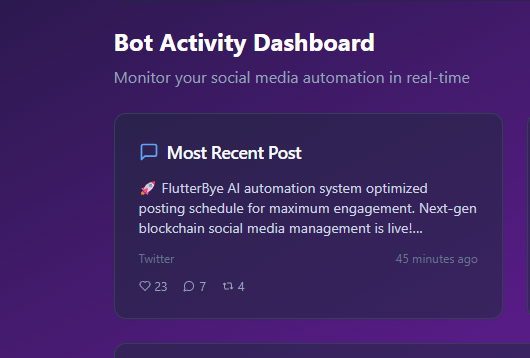 Bot Activity Dashboard
Monitor your social media automation in real-time
Most Recent Post
🚀 FlutterBye AI automation system optimized
posting schedule for maximum engagement. Next-gen
blockchain social media management is live!...
Twitter 45 minutes ago
23 7 4